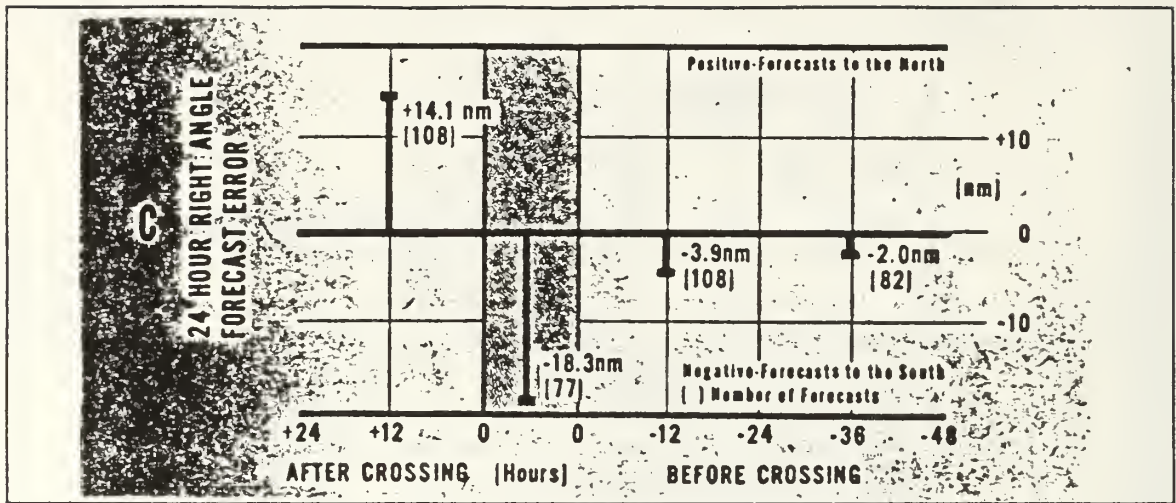 C
24 HOUR RIGHT ANGLE
FORECAST ERROR
Positive-Forecasts to the North
+14.1 nm
[108]
+10
[nm]
0
-3.9nm
[108]
-2.0nm
[82]
-10
-18.3nm
[77]
Negative-Forecasts to the South
( ) Number of Forecasts
+24 +12 0 0 -12 -24 -36 -48
AFTER CROSSING [Hours] BEFORE CROSSING